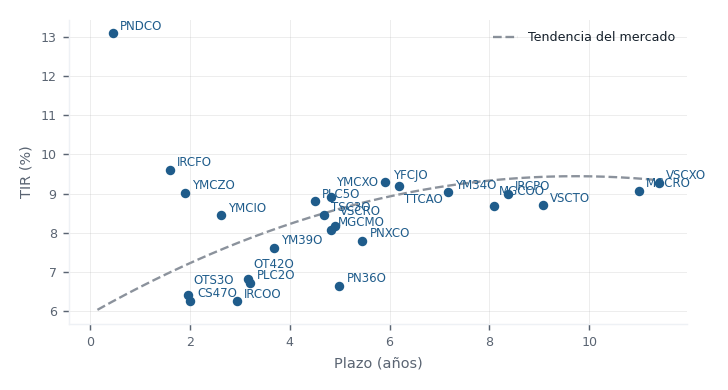 PNDCO
Tendencia del mercado
IRCFO
YMCZO
YMCIO
YMCXO
YFCJO
PLC5O
TSC3O
VSCRO
MGCMO
TTCAO
YM34O
IRCPO
MGCOO
VSCTO
VSCXO
MGCRO
PNXCO
YM39O
OT42O
PLC2O
OTS3O
CS47O
IRCOO
PN36O
13
12
11
10
9
8
7
6
0
2
4
6
8
10
Plazo (años)
TIR (%)